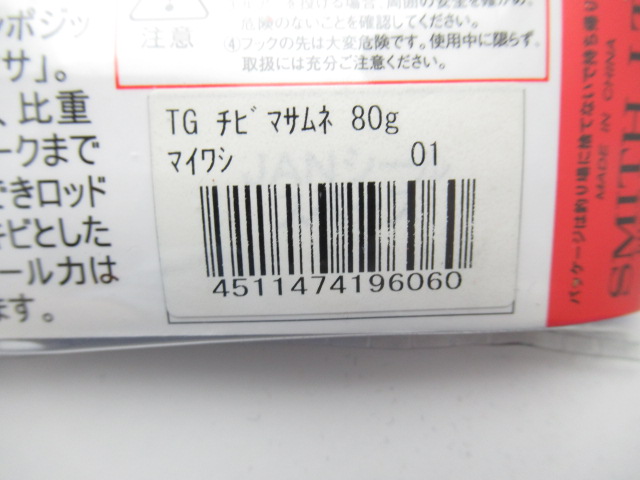 ッポジッ
サ」。
、比重
ークまで
できロッド
キビとした
ール力は
ます。
注意
危険のないことを確認してください。
(4)フックの先は大変危険です。使用中に限らず、
取扱には充分ご注意ください。
TG チビマサムネ 80g
マイワシ 01
4511474196060
パッケージは釣り場に捨てないで持ち帰り
MADE IN CHINA
SMITH